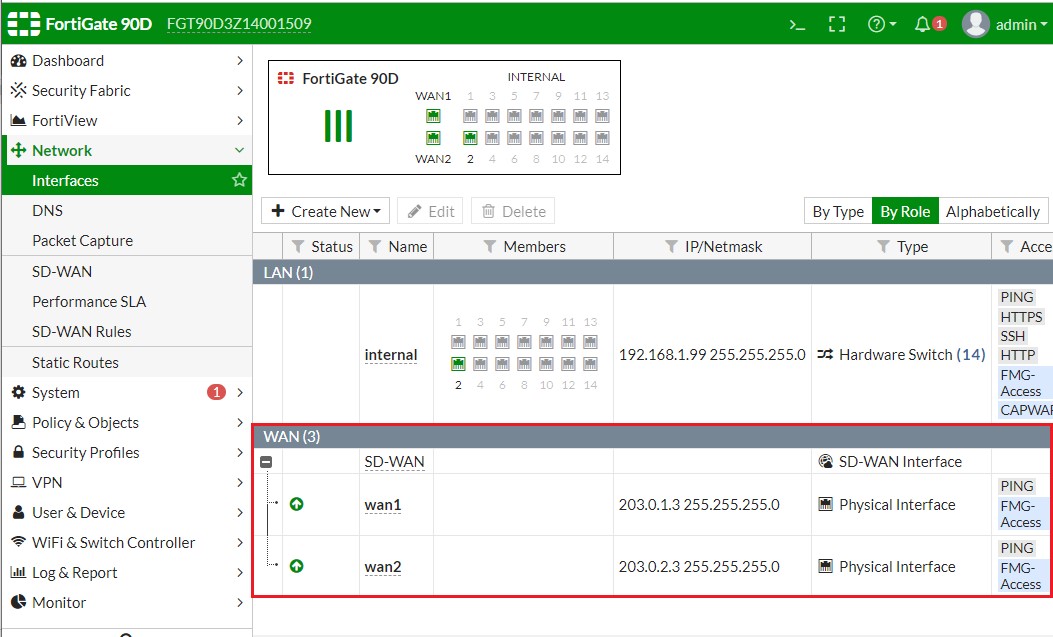 FortiGate 90D FGT90D3Z14001509 >_ 1 admin
Dashboard
Security Fabric
FortiView
Network
Interfaces
DNS
Packet Capture
SD-WAN
Performance SLA
SD-WAN Rules
Static Routes
System 1
Policy & Objects
Security Profiles
VPN
User & Device
WiFi & Switch Controller
Log & Report
Monitor
FortiGate 90D INTERNAL
WAN1 1 3 5 7 9 11 13
WAN2 2 4 6 8 10 12 14
+ Create New Edit Delete By Type By Role Alphabetically
Status Name Members IP/Netmask Type Acce
LAN (1)
internal
1 3 5 7 9 11 13
2 4 6 8 10 12 14
192.168.1.99 255.255.255.0 Hardware Switch (14)
PING
HTTPS
SSH
HTTP
FMG-
Access
CAPWAP
WAN (3)
SD-WAN SD-WAN Interface
wan1 203.0.1.3 255.255.255.0 Physical Interface
PING
FMG-
Access
wan2 203.0.2.3 255.255.255.0 Physical Interface
PING
FMG-
Access